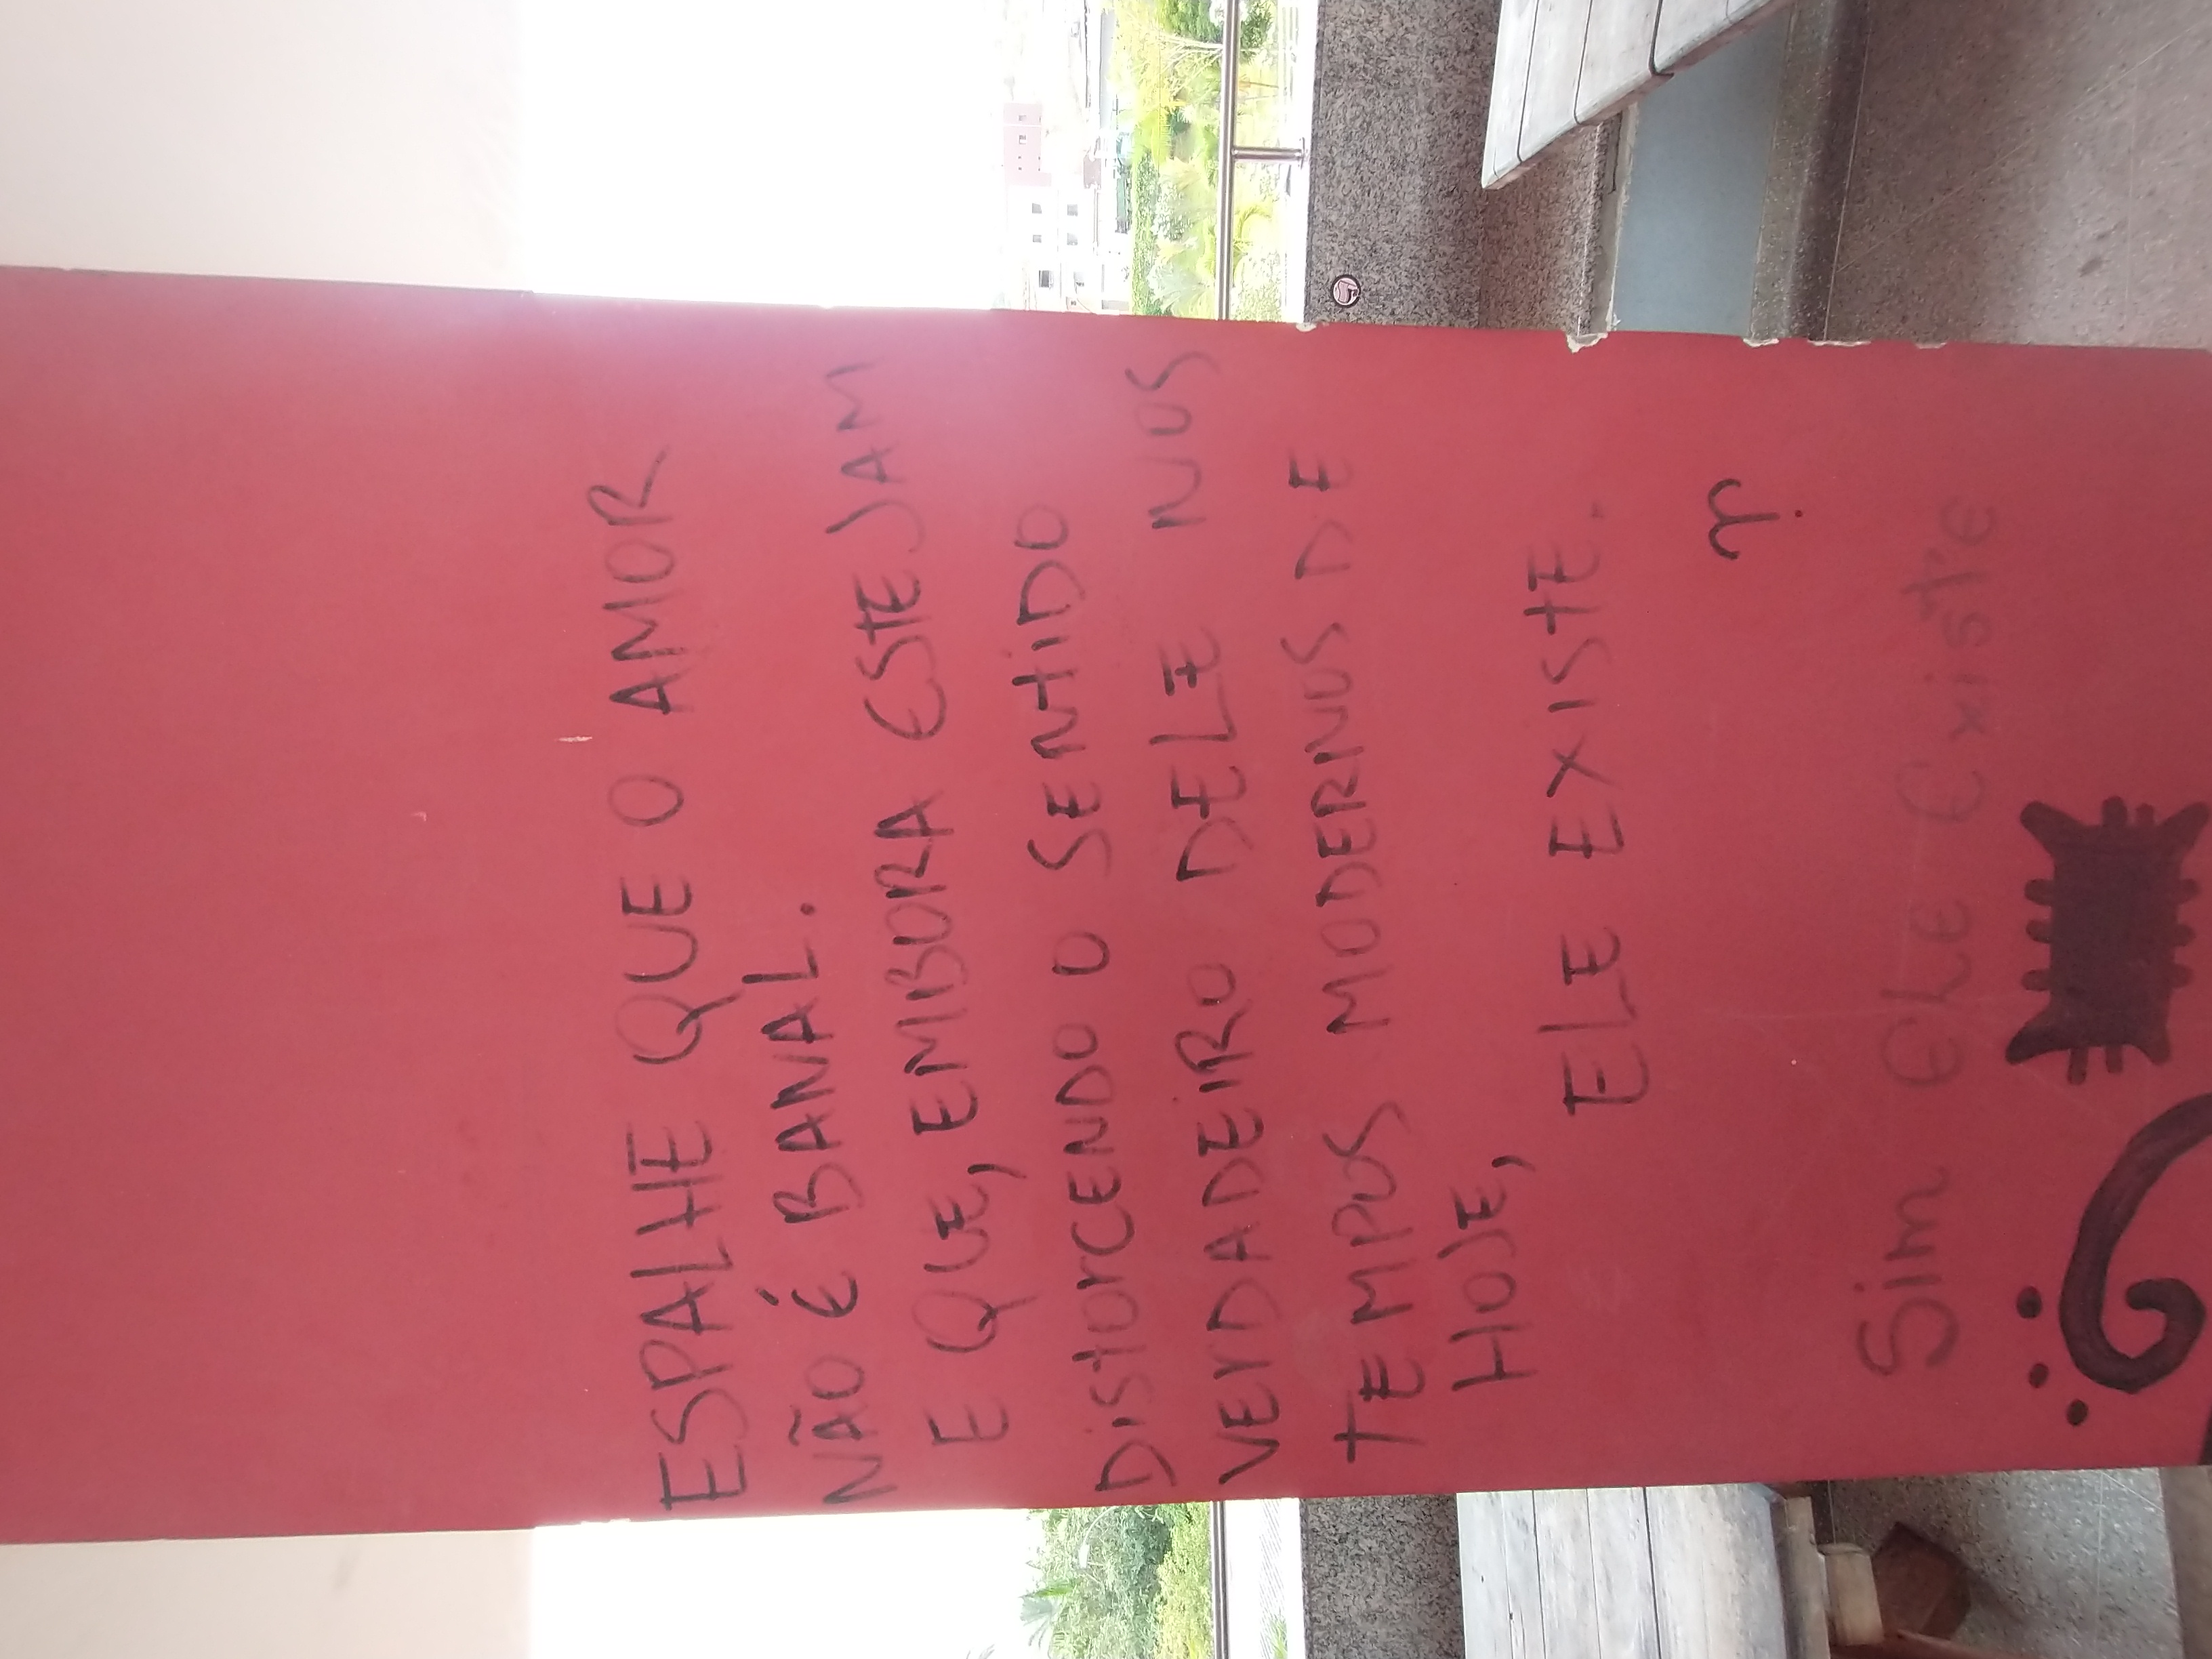 ESPALHE QUE O AMOR
NÃO É BANAL.
E QUE, EMBORA ESTEJAM
DistorCENDO O SENtiDO
VErDADEiRO DELE NOS
tEMPOS MODERNOS DE
HOJE,
ELE EXIStE.
♈
Sim ELE Existe